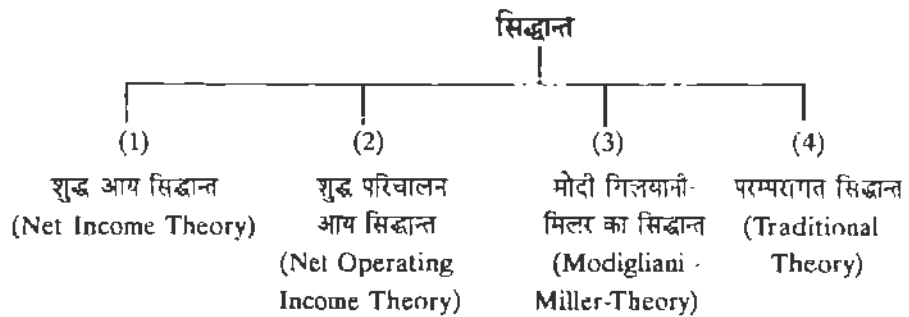 सिद्धान्त
(1)
(2)
(3)
(4)
शुद्ध आय सिद्धान्त
(Net Income Theory)
शुद्ध परिचालन
आय सिद्धान्त
(Net Operating
Income Theory)
मोदी गिलयानी-
मिलर का सिद्धान्त
(Modigliani -
Miller-Theory)
परम्परागत सिद्धान्त
(Traditional
Theory)